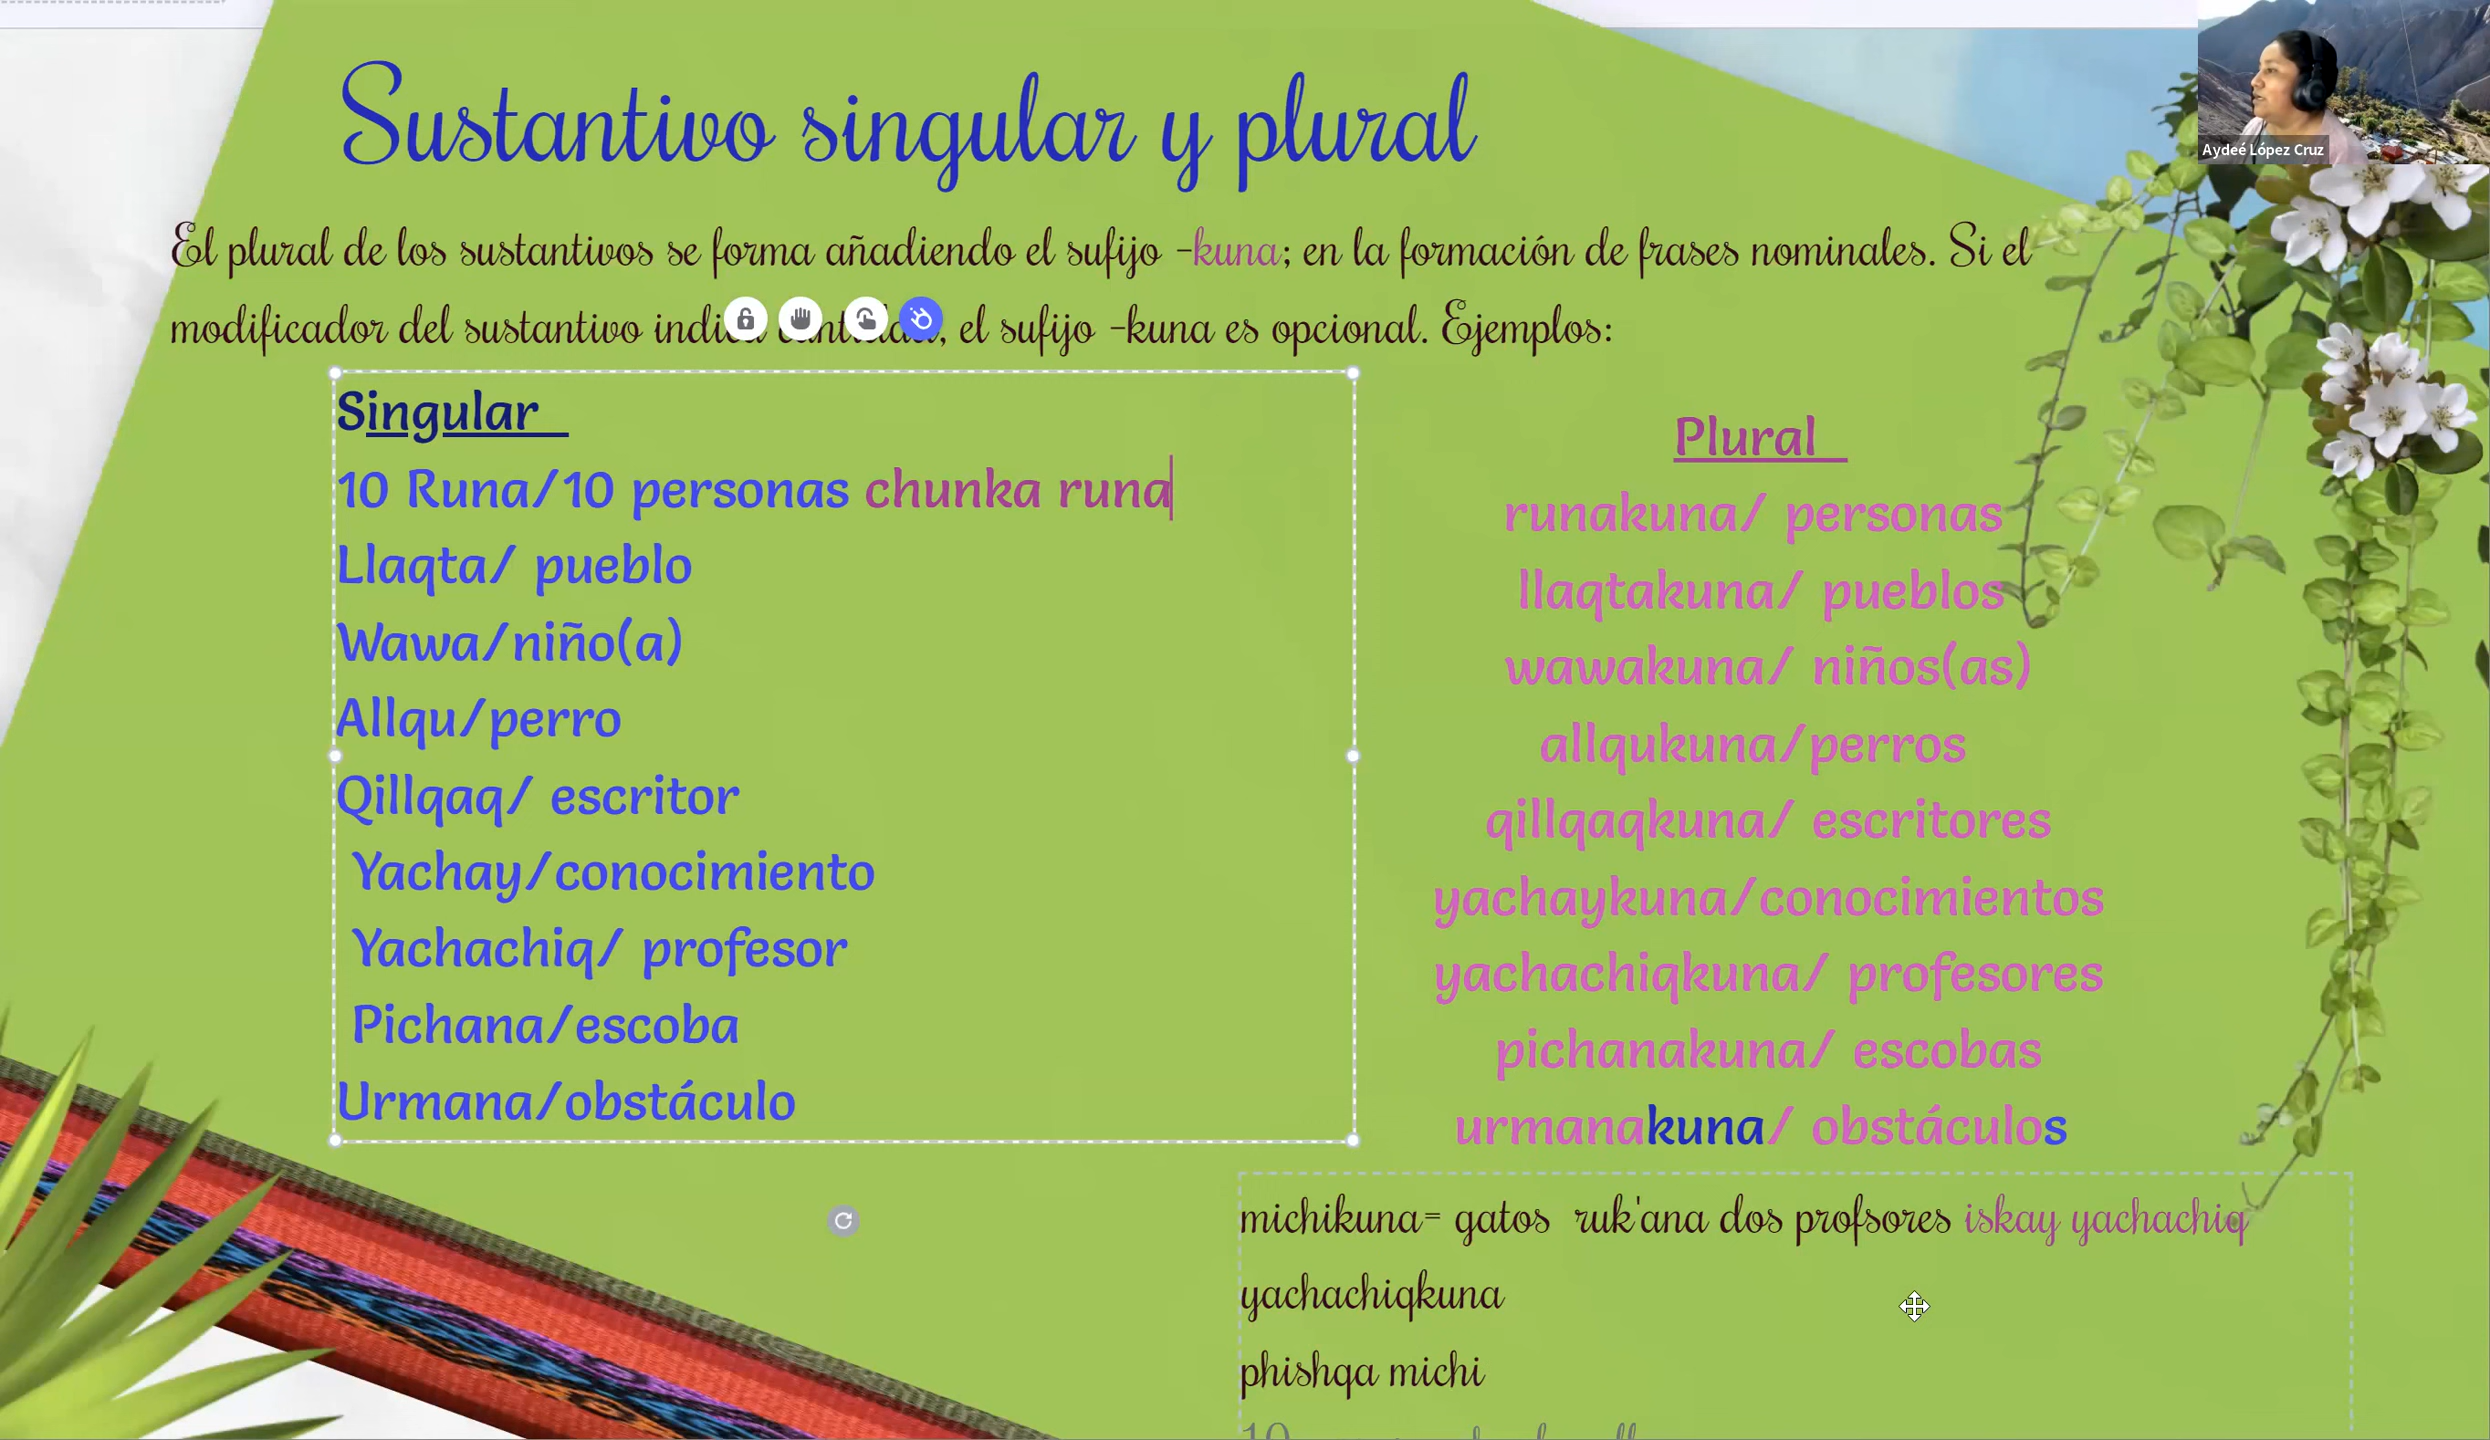 Aydeé López Cruz
Sustantivo singular y plural
El plural de los sustantivos se forma añadiendo el sufijo -kuna; en la formación de frases nominales. Si el
modificador del sustantivo indica cantidad, el sufijo -kuna es opcional. Ejemplos:
Singular
10 Runa/10 personas chunka runa
Llaqta/ pueblo
Wawa/niño(a)
Allqu/perro
Qillqaq/ escritor
Yachay/conocimiento
Yachachiq/ profesor
Pichana/escoba
Urmana/obstáculo
Plural
runakuna/ personas
llaqtakuna/ pueblos
wawakuna/ niños(as)
allqukuna/perros
qillqaqkuna/ escritores
yachaykuna/conocimientos
yachachiqkuna/ profesores
pichanakuna/ escobas
urmanakuna/ obstáculos
michikuna= gatos ruk'ana dos profsores iskay yachachiq
yachachiqkuna
phishqa michi
10